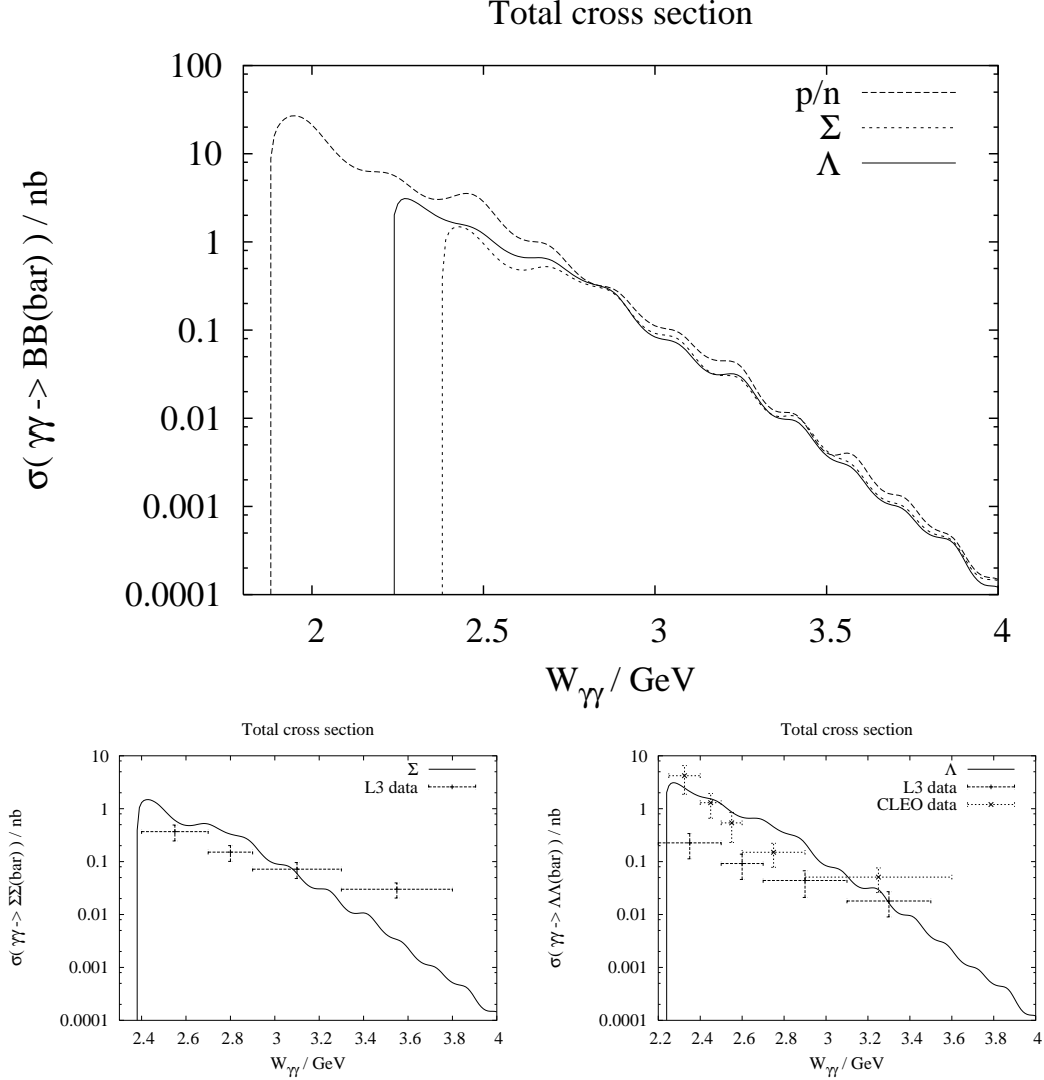 Total cross section
σ( γγ -> BB(bar) ) / nb
100
10
1
0.1
0.01
0.001
0.0001
p/n
Σ
Λ
2
2.5
3
3.5
4
Wγγ / GeV
Total cross section
σ( γγ -> ΣΣ(bar) ) / nb
10
1
0.1
0.01
0.001
0.0001
Σ
L3 data
2.4
2.6
2.8
3
3.2
3.4
3.6
3.8
4
Wγγ / GeV
Total cross section
σ( γγ -> ΛΛ(bar) ) / nb
10
1
0.1
0.01
0.001
0.0001
Λ
L3 data
CLEO data
2.2
2.4
2.6
2.8
3
3.2
3.4
3.6
3.8
4
Wγγ / GeV